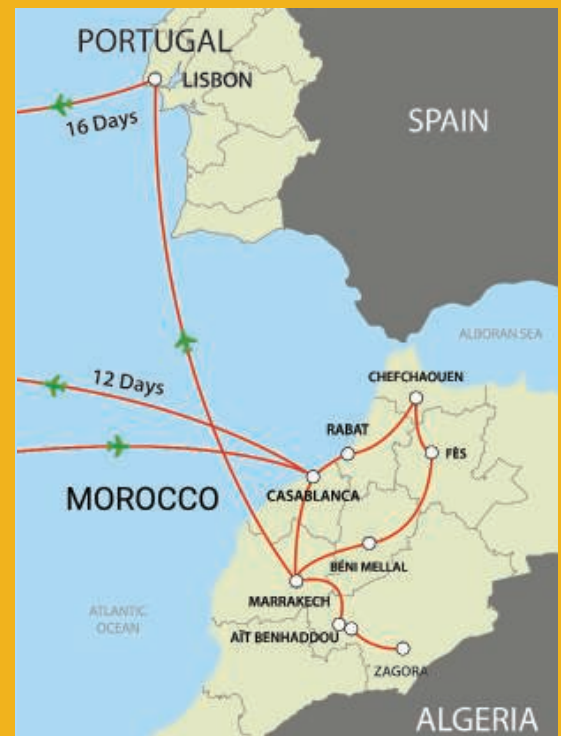 PORTUGAL
LISBON
16 Days
SPAIN
ALBORAN SEA
CHEFCHAOUEN
12 Days
RABAT
FÈS
CASABLANCA
MOROCCO
BÉNI MELLAL
MARRAKECH
ATLANTIC
OCEAN
AÏT BENHADDOU
ZAGORA
ALGERIA